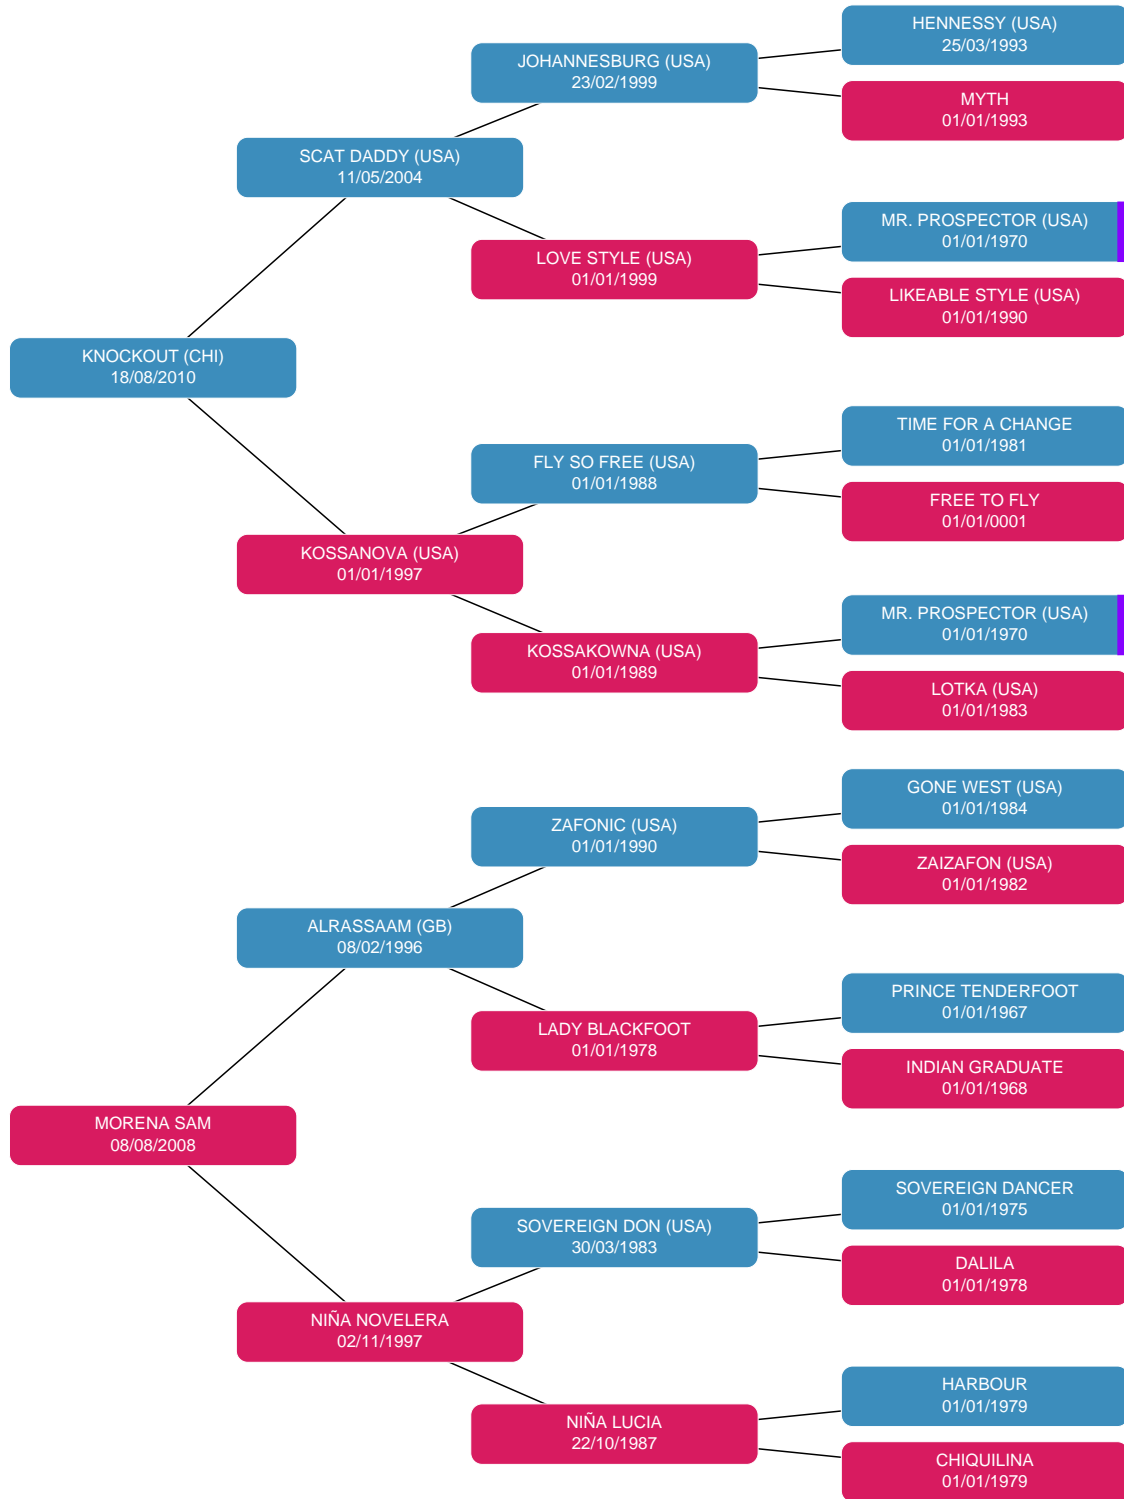 HENNESSY (USA)
25/03/1993
JOHANNESBURG (USA)
23/02/1999
MYTH
01/01/1993
SCAT DADDY (USA)
11/05/2004
MR. PROSPECTOR (USA)
01/01/1970
LOVE STYLE (USA)
01/01/1999
LIKEABLE STYLE (USA)
01/01/1990
KNOCKOUT (CHI)
18/08/2010
TIME FOR A CHANGE
01/01/1981
FLY SO FREE (USA)
01/01/1988
FREE TO FLY
01/01/0001
KOSSANOVA (USA)
01/01/1997
MR. PROSPECTOR (USA)
01/01/1970
KOSSAKOWNA (USA)
01/01/1989
LOTKA (USA)
01/01/1983
GONE WEST (USA)
01/01/1984
ZAFONIC (USA)
01/01/1990
ZAIZAFON (USA)
01/01/1982
ALRASSAAM (GB)
08/02/1996
PRINCE TENDERFOOT
01/01/1967
LADY BLACKFOOT
01/01/1978
INDIAN GRADUATE
01/01/1968
MORENA SAM
08/08/2008
SOVEREIGN DANCER
01/01/1975
SOVEREIGN DON (USA)
30/03/1983
DALILA
01/01/1978
NIÑA NOVELERA
02/11/1997
HARBOUR
01/01/1979
NIÑA LUCIA
22/10/1987
CHIQUILINA
01/01/1979